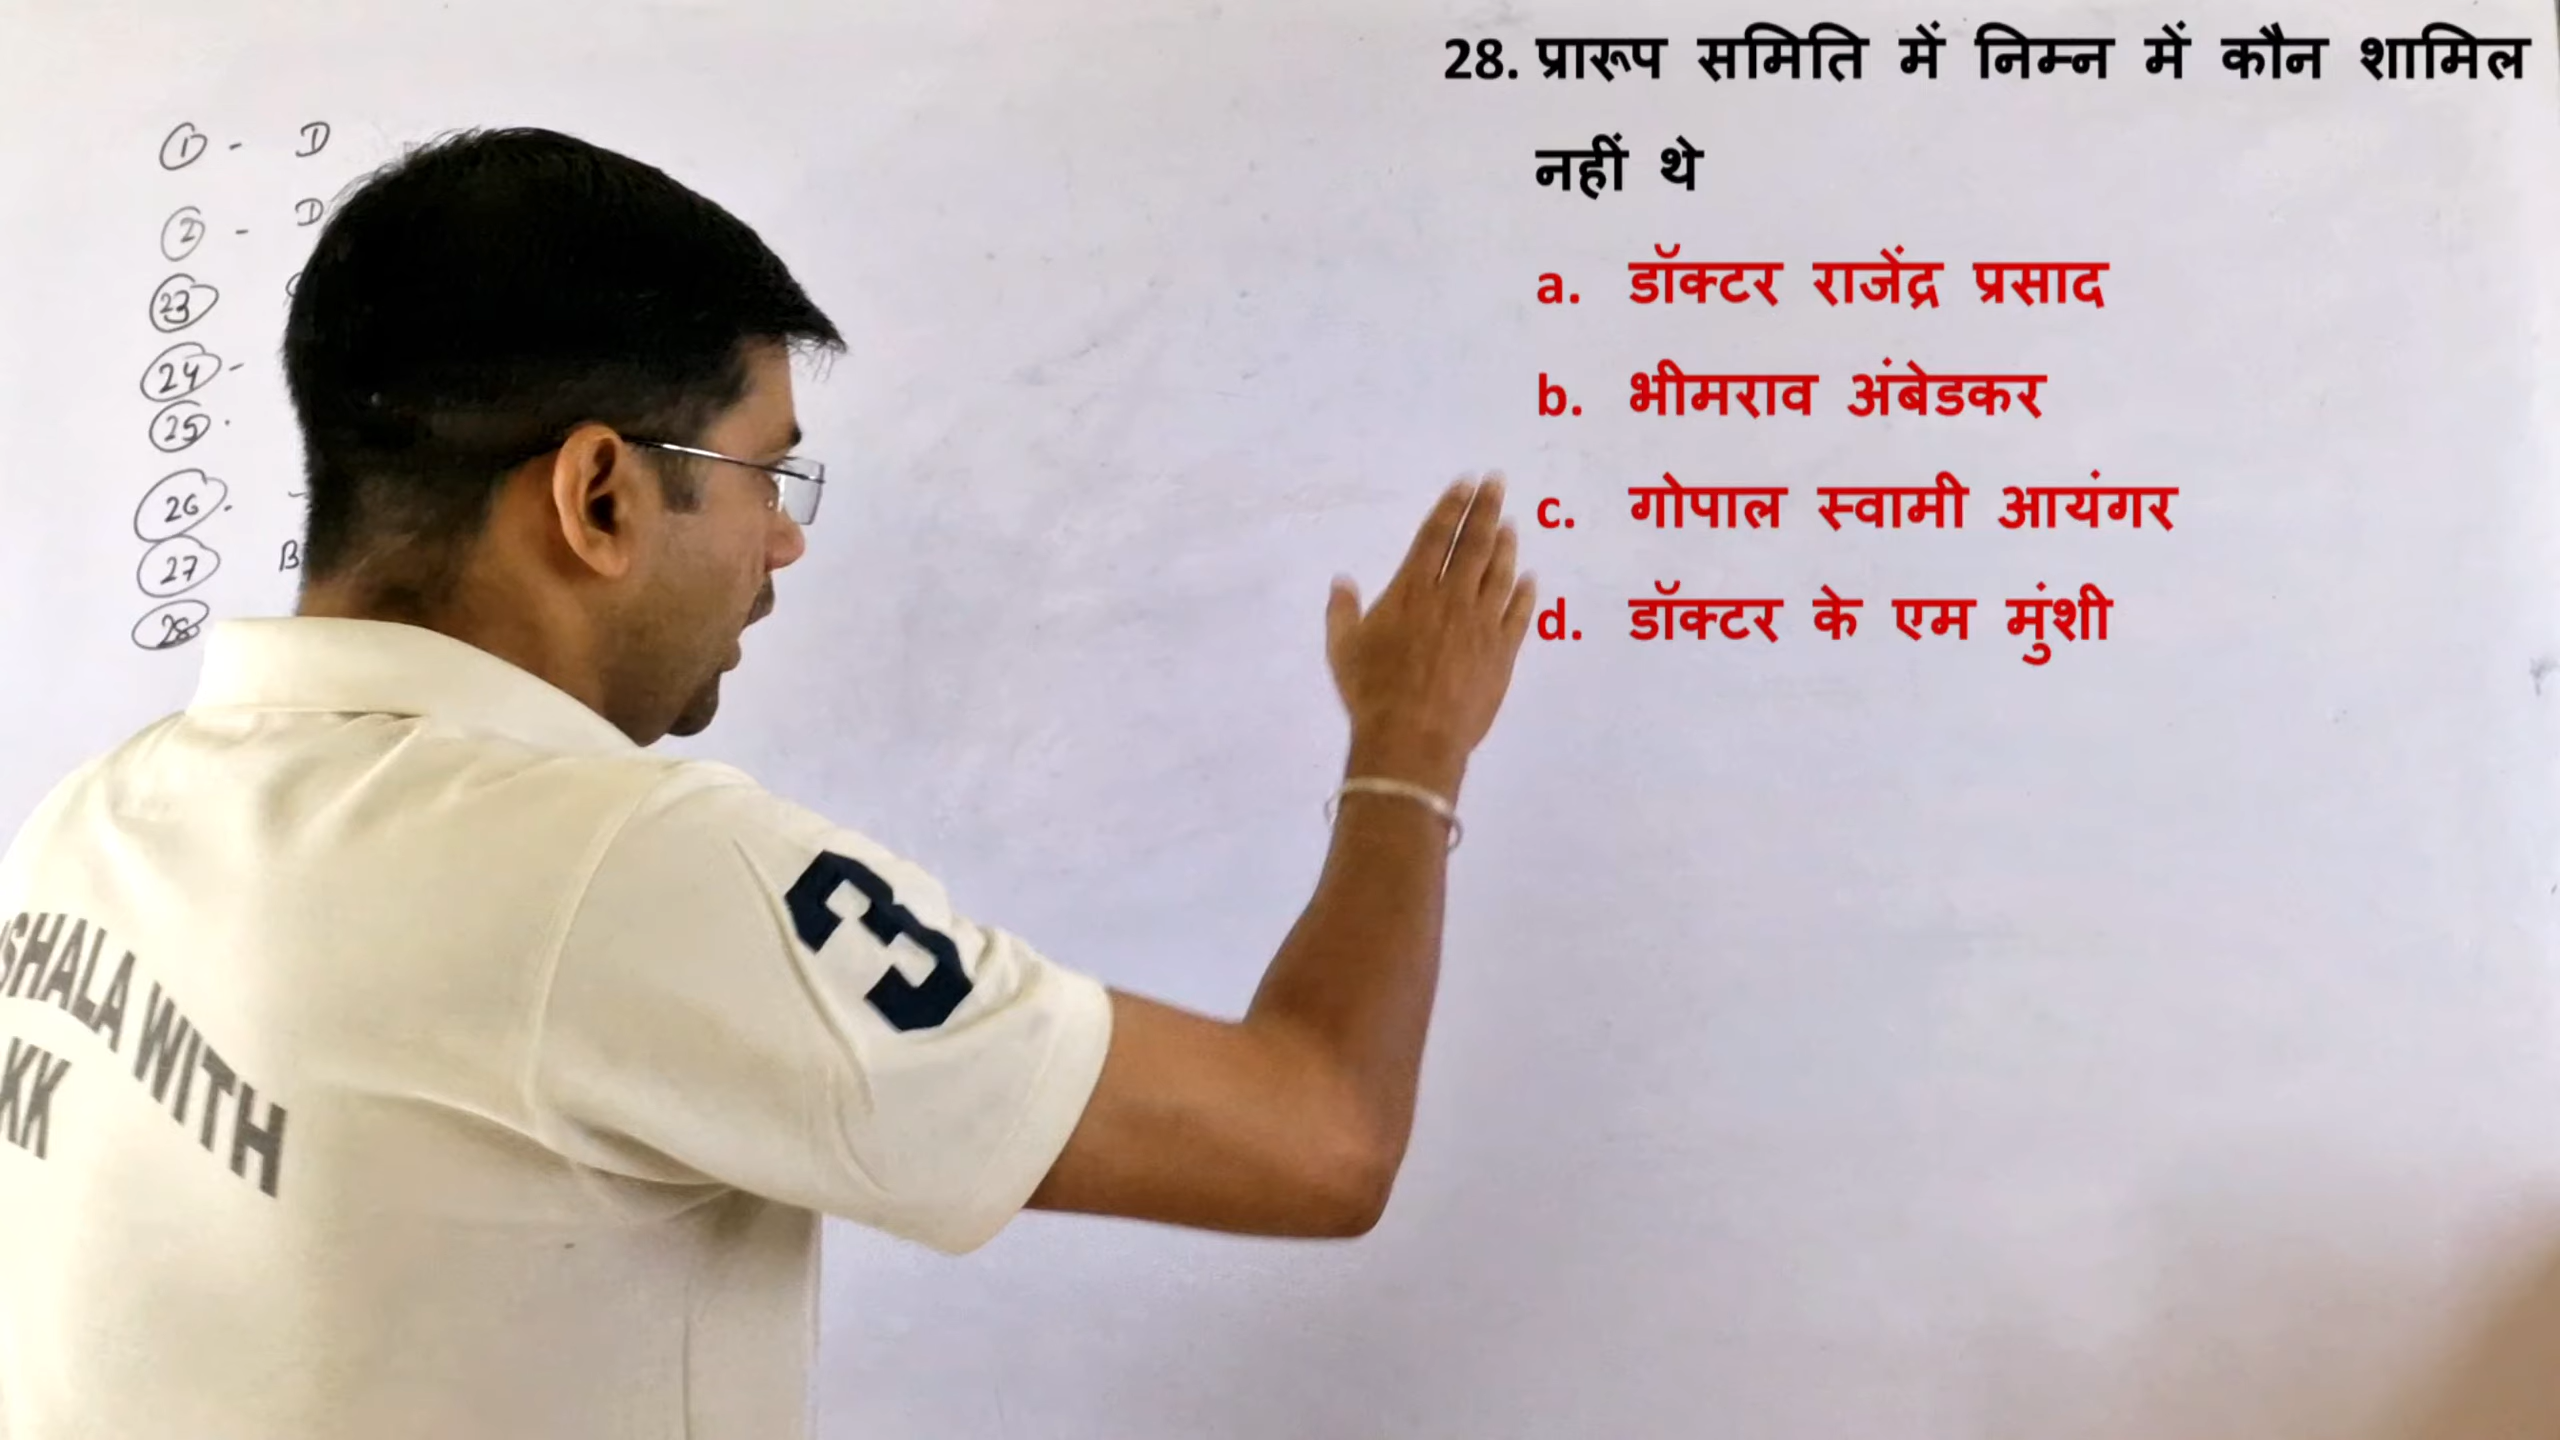 28. प्रारूप समिति में निम्न में कौन शामिल
नहीं थे
a. डॉक्टर राजेंद्र प्रसाद
b. भीमराव अंबेडकर
c. गोपाल स्वामी आयंगर
d. डॉक्टर के एम मुंशी
① - D
② - D
㉓
㉔ -
㉕ .
㉖ .
㉗ B
㉘
3
SHALA WITH
KK